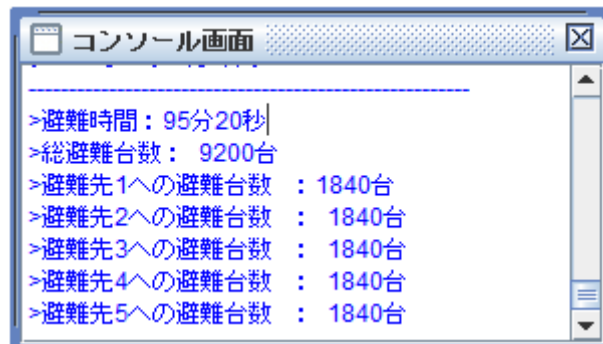 コンソール画面
>避難時間：95分20秒
>総避難台数： 9200台
>避難先1への避難台数 ：1840台
>避難先2への避難台数 ： 1840台
>避難先3への避難台数 ： 1840台
>避難先4への避難台数 ： 1840台
>避難先5への避難台数 ： 1840台